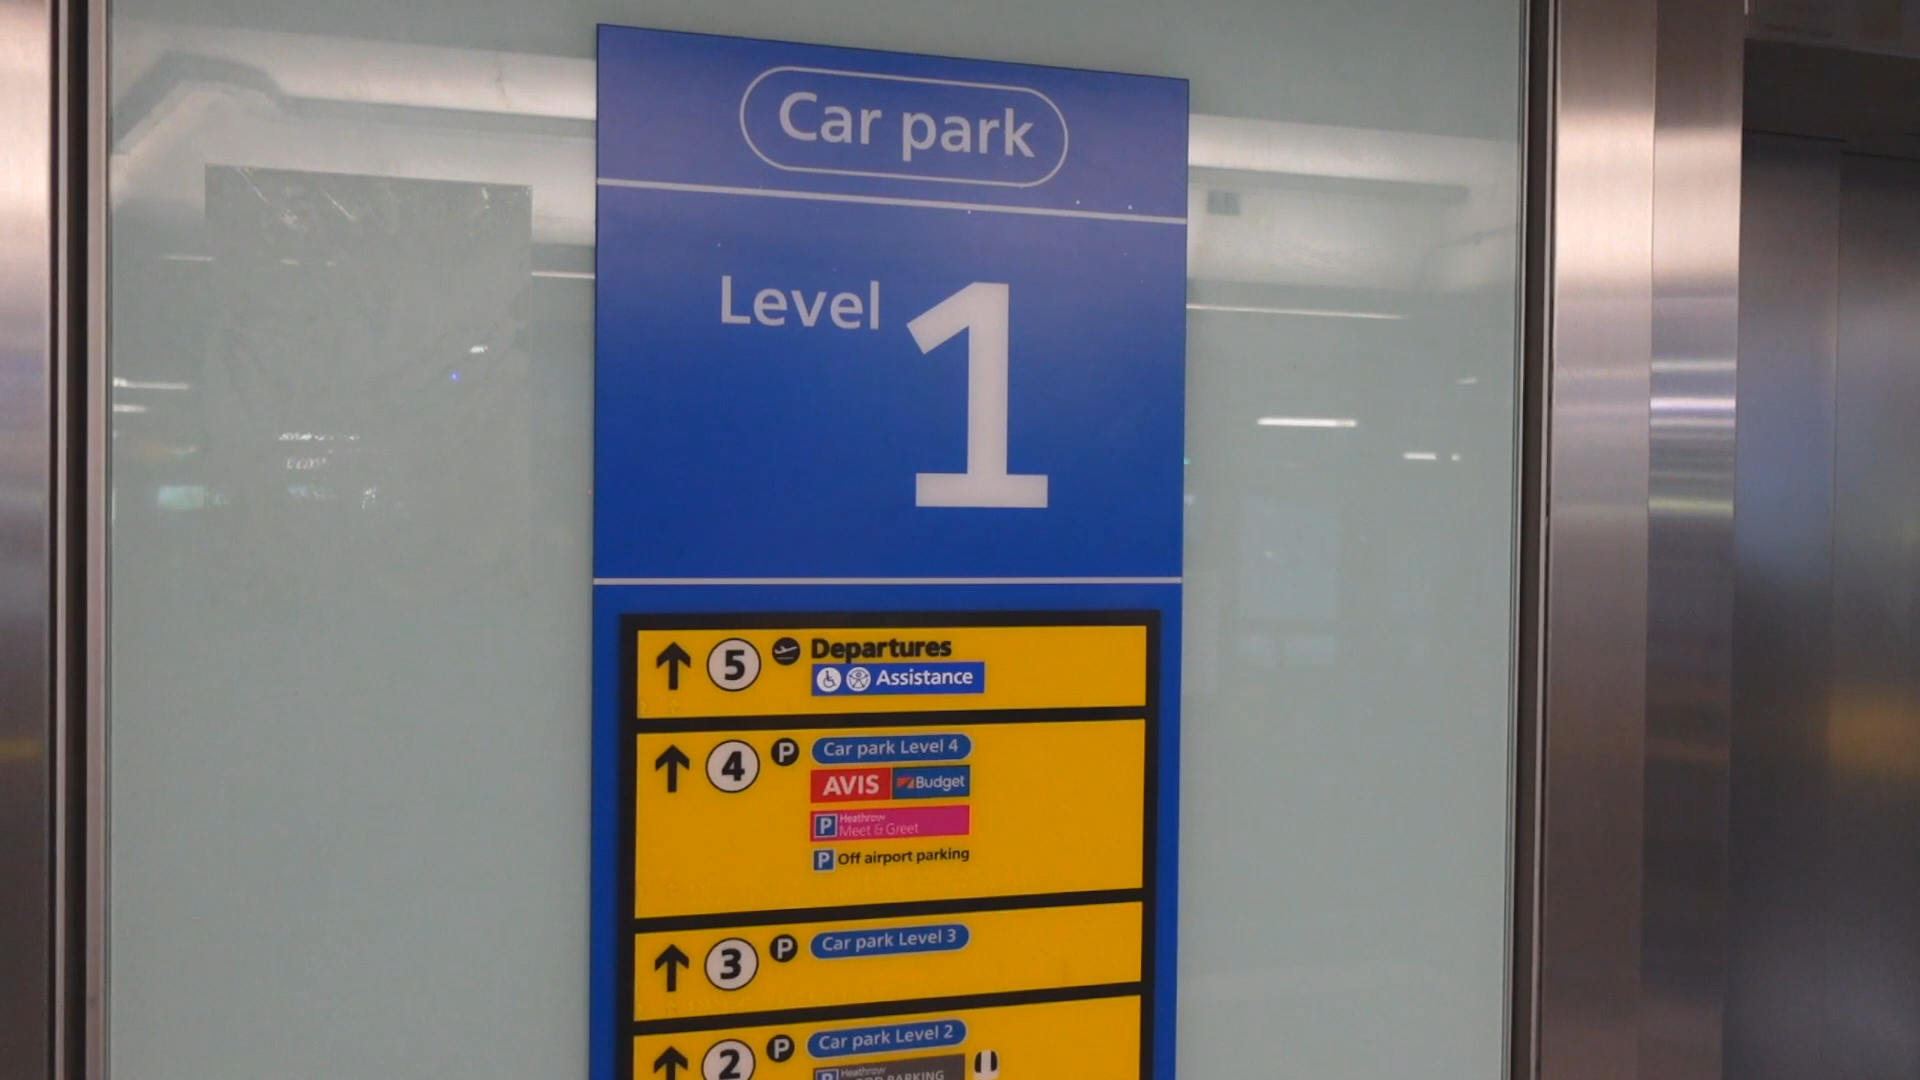 Car park
Level 1
5 Departures
Assistance
4 P Car park Level 4
AVIS Budget
P Heathrow
Meet & Greet
P Off airport parking
3 P Car park Level 3
2 P Car park Level 2
P Heathrow
PARKING